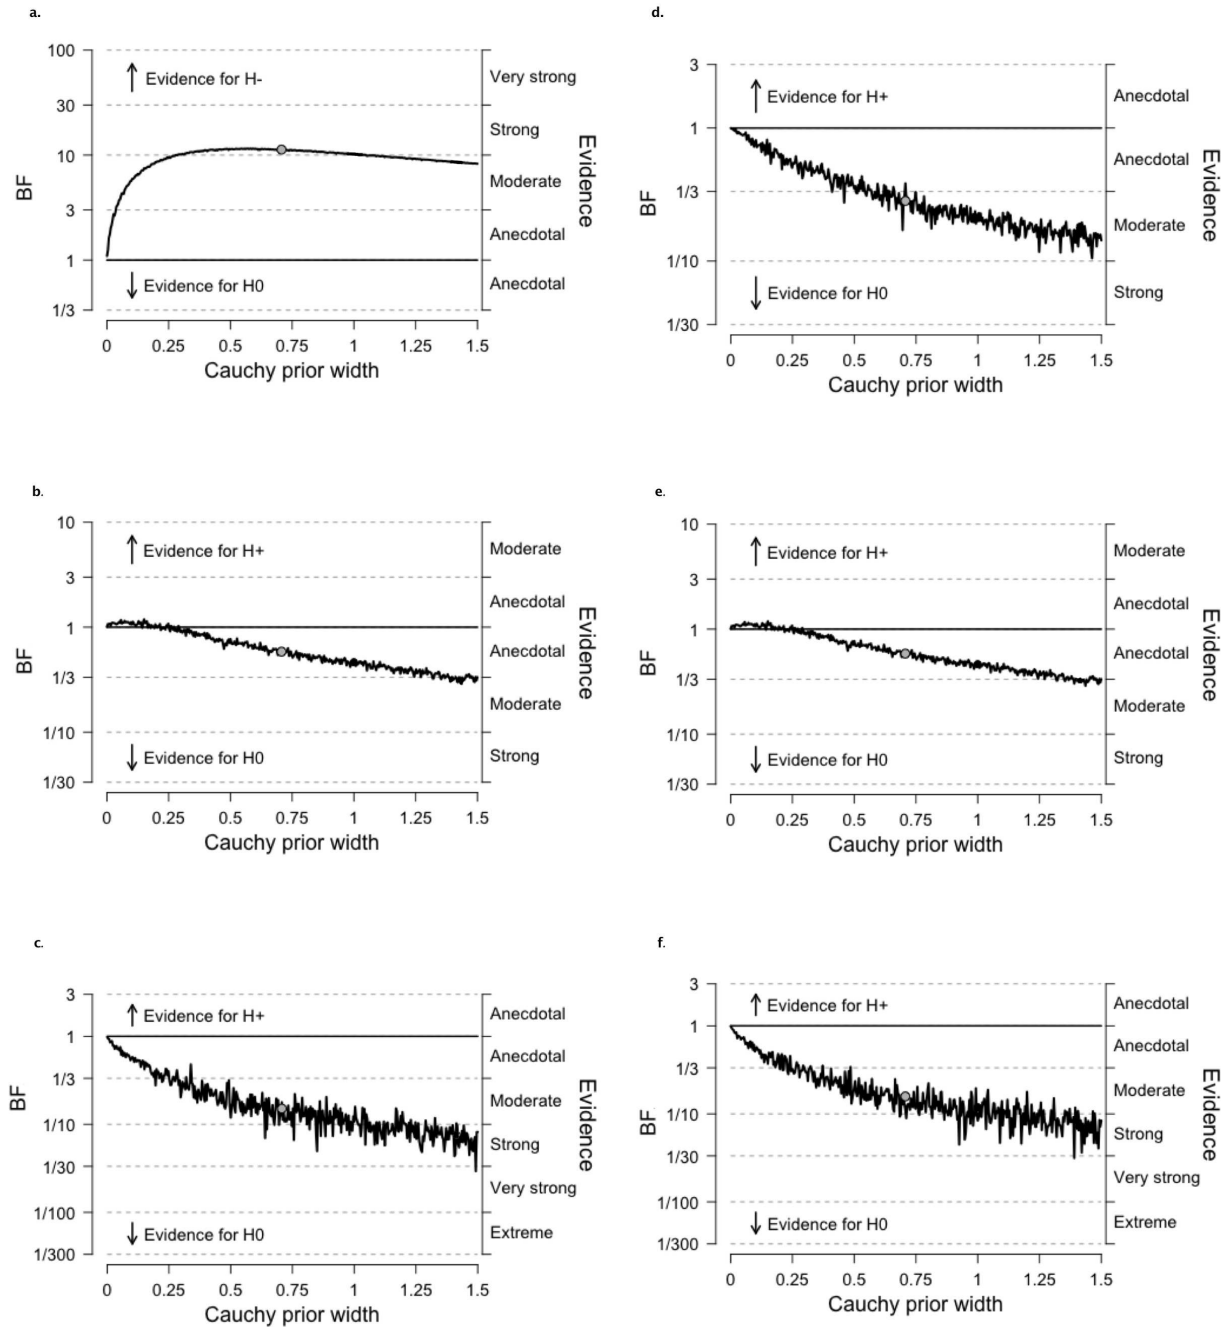 a.
100
30
10
3
1
1/3
BF
Evidence for H-
Evidence for H0
Very strong
Strong
Moderate
Anecdotal
Anecdotal
Evidence
0 0.25 0.5 0.75 1 1.25 1.5
Cauchy prior width
d.
3
1
1/3
1/10
1/30
BF
Evidence for H+
Evidence for H0
Anecdotal
Anecdotal
Moderate
Strong
Evidence
0 0.25 0.5 0.75 1 1.25 1.5
Cauchy prior width
b.
10
3
1
1/3
1/10
1/30
BF
Evidence for H+
Evidence for H0
Moderate
Anecdotal
Anecdotal
Moderate
Strong
Evidence
0 0.25 0.5 0.75 1 1.25 1.5
Cauchy prior width
e.
10
3
1
1/3
1/10
1/30
BF
Evidence for H+
Evidence for H0
Moderate
Anecdotal
Anecdotal
Moderate
Strong
Evidence
0 0.25 0.5 0.75 1 1.25 1.5
Cauchy prior width
c.
3
1
1/3
1/10
1/30
1/100
1/300
BF
Evidence for H+
Evidence for H0
Anecdotal
Anecdotal
Moderate
Strong
Very strong
Extreme
Evidence
0 0.25 0.5 0.75 1 1.25 1.5
Cauchy prior width
f.
3
1
1/3
1/10
1/30
1/100
1/300
BF
Evidence for H+
Evidence for H0
Anecdotal
Anecdotal
Moderate
Strong
Very strong
Extreme
Evidence
0 0.25 0.5 0.75 1 1.25 1.5
Cauchy prior width